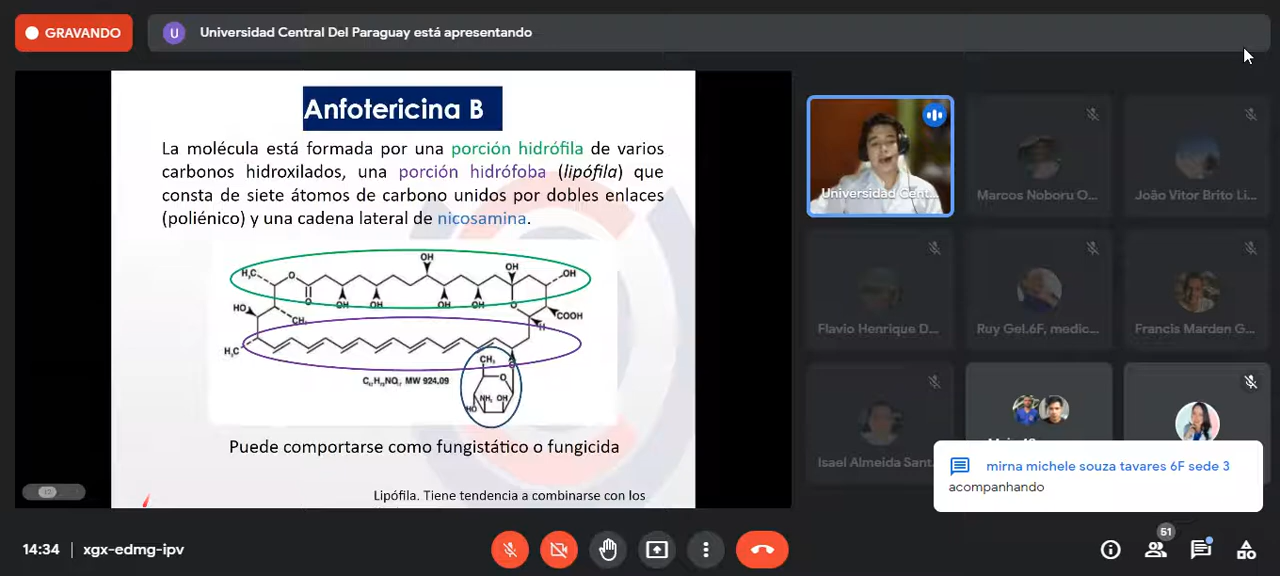 GRAVANDO
U
Universidad Central Del Paraguay está apresentando
Anfotericina B
La molécula está formada por una porción hidrófila de varios
carbonos hidroxilados, una porción hidrófoba (lipófila) que
consta de siete átomos de carbono unidos por dobles enlaces
(poliénico) y una cadena lateral de nicosamina.
H₃C
O
OH
OH
OH
O
OH
OH
OH
OH
O
HO
CH₃
H
COOH
H₃C
CH₃
O
O
NH₂ OH
HO
MW 924.09
Puede comportarse como fungistático o fungicida
Lipófila. Tiene tendencia a combinarse con los
Universidad Cent...
Marcos Noboru O...
João Vitor Brito Li...
Flavio Henrique D...
Ruy Gel.6F, medic...
Francis Marden G...
Isael Almeida Sant...
mirna michele souza tavares 6F sede 3
acompanhando
14:34 | xgx-edmg-ipv
51